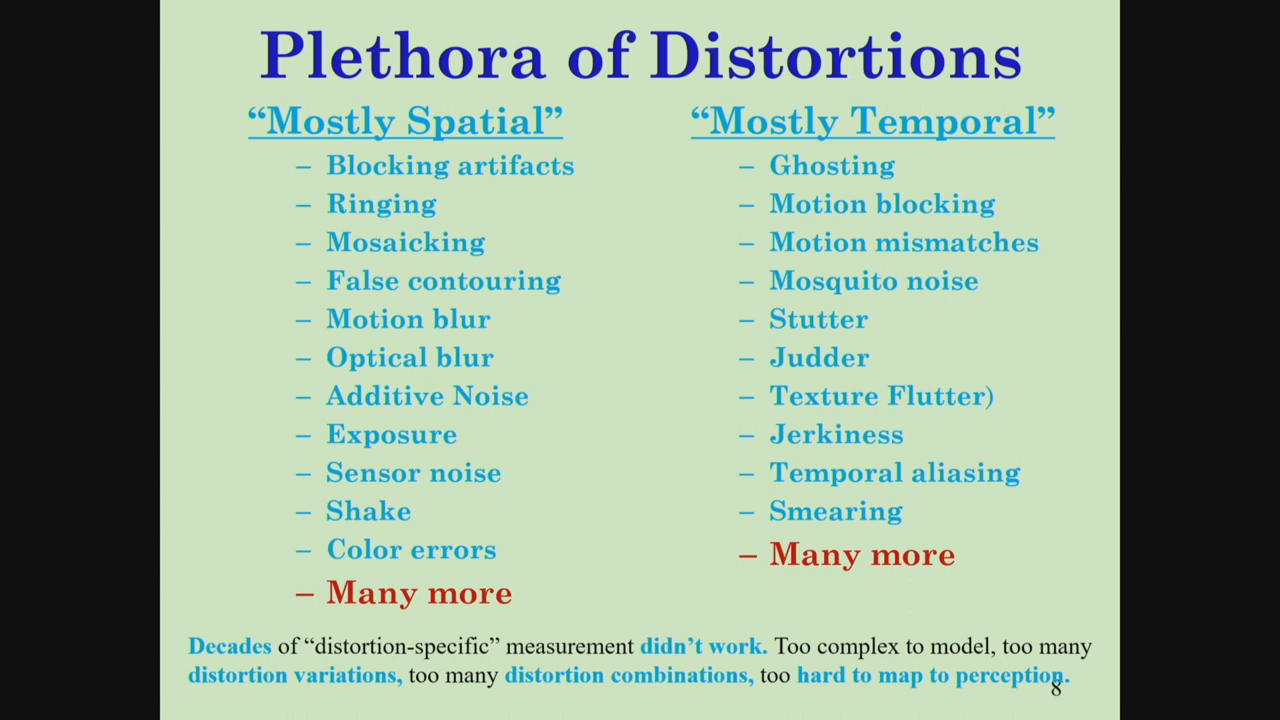 Plethora of Distortions
“Mostly Spatial”
– Blocking artifacts
– Ringing
– Mosaicking
– False contouring
– Motion blur
– Optical blur
– Additive Noise
– Exposure
– Sensor noise
– Shake
– Color errors
– Many more
“Mostly Temporal”
– Ghosting
– Motion blocking
– Motion mismatches
– Mosquito noise
– Stutter
– Judder
– Texture Flutter)
– Jerkiness
– Temporal aliasing
– Smearing
– Many more
Decades of “distortion-specific” measurement didn’t work. Too complex to model, too many
distortion variations, too many distortion combinations, too hard to map to perception.
8